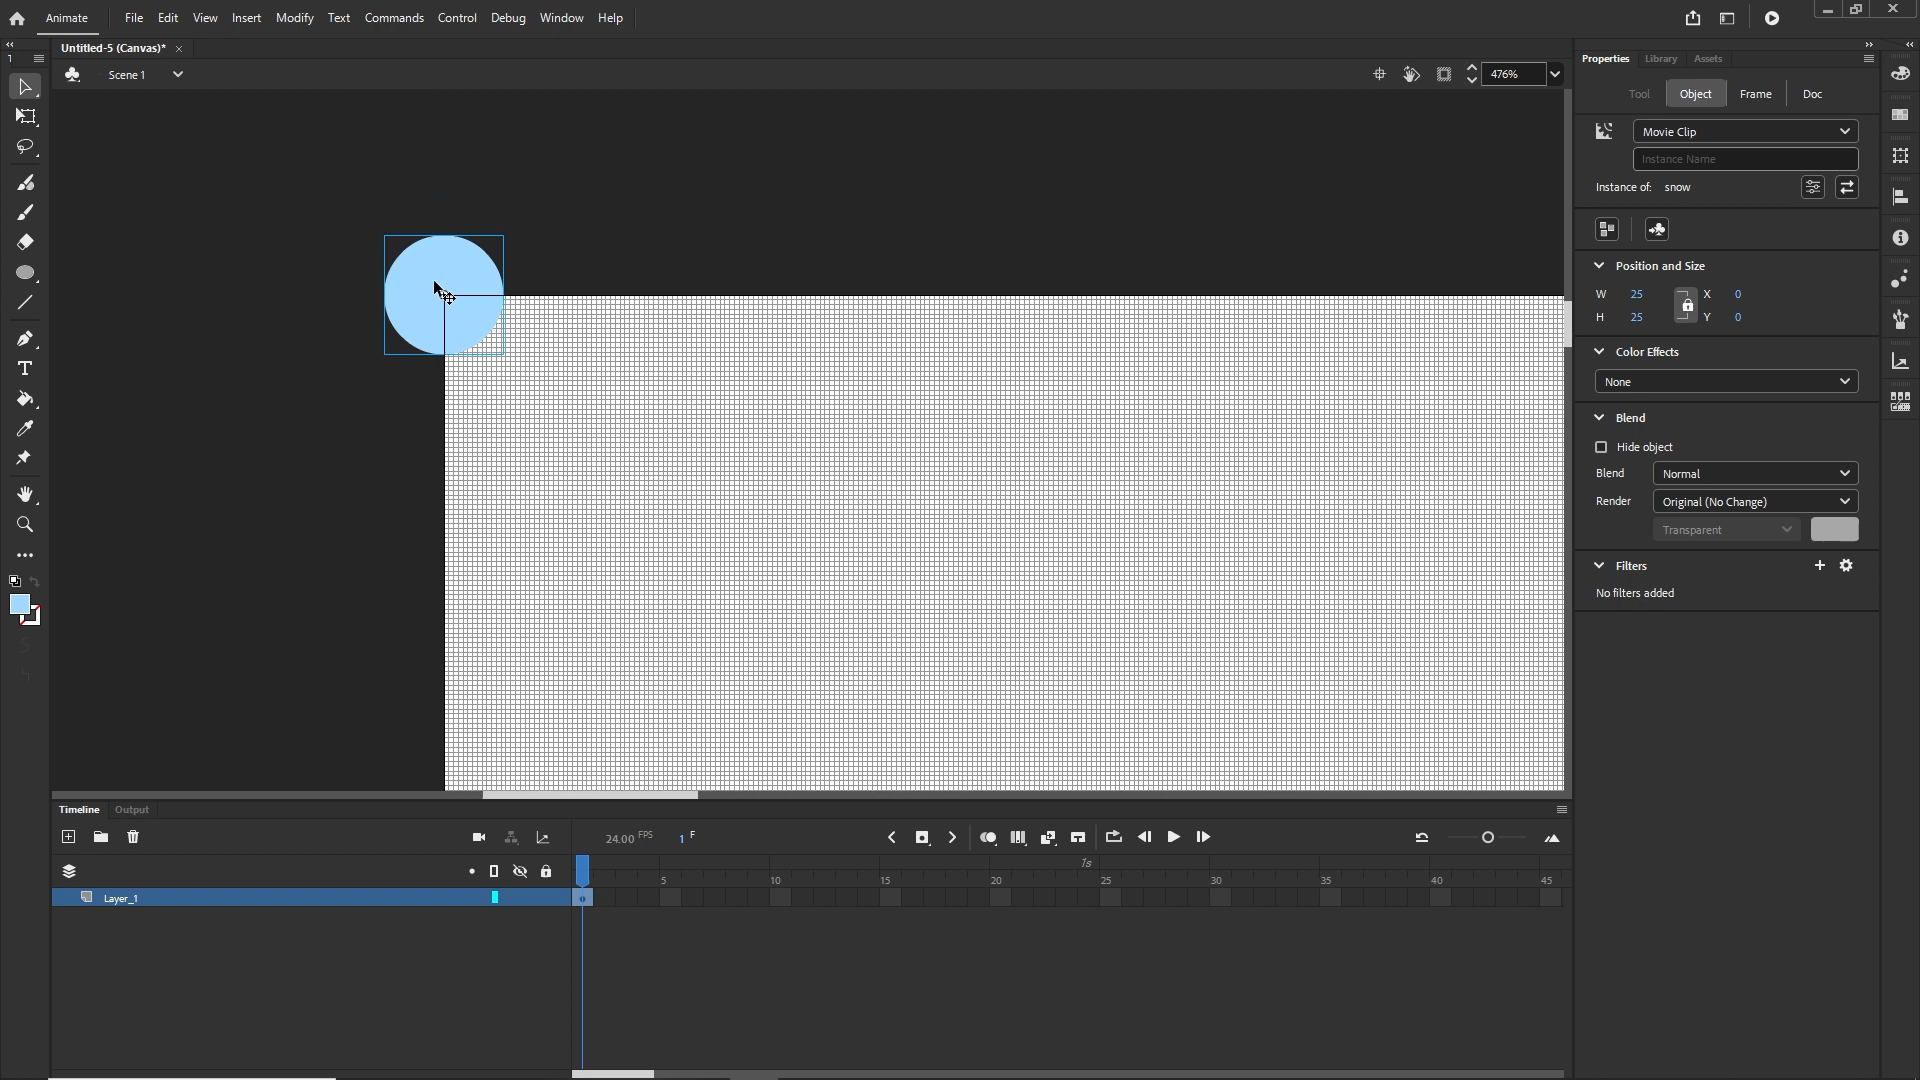 Animate File Edit View Insert Modify Text Commands Control Debug Window Help
Untitled-5 (Canvas)*
Scene 1
476%
Properties Library Assets
Tool Object Frame Doc
Movie Clip
Instance Name
Instance of: snow
Position and Size
W 25 X 0
H 25 Y 0
Color Effects
None
Blend
Hide object
Blend Normal
Render Original (No Change)
Transparent
Filters
No filters added
Timeline Output
24.00 FPS 1 F
1s
5 10 15 20 25 30 35 40 45
Layer_1